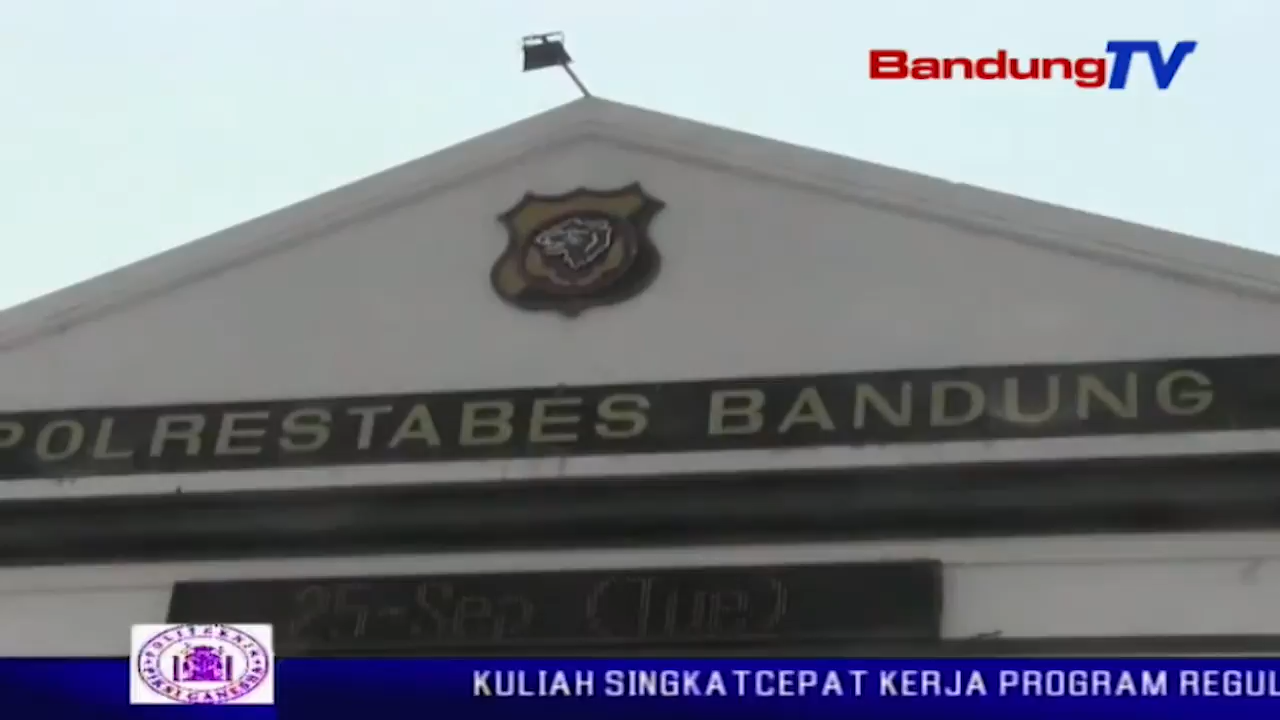 BandungTV
POLRESTABES BANDUNG
25-Sep (Tue)
KULIAH SINGKATCEPAT KERJA PROGRAM REGUL